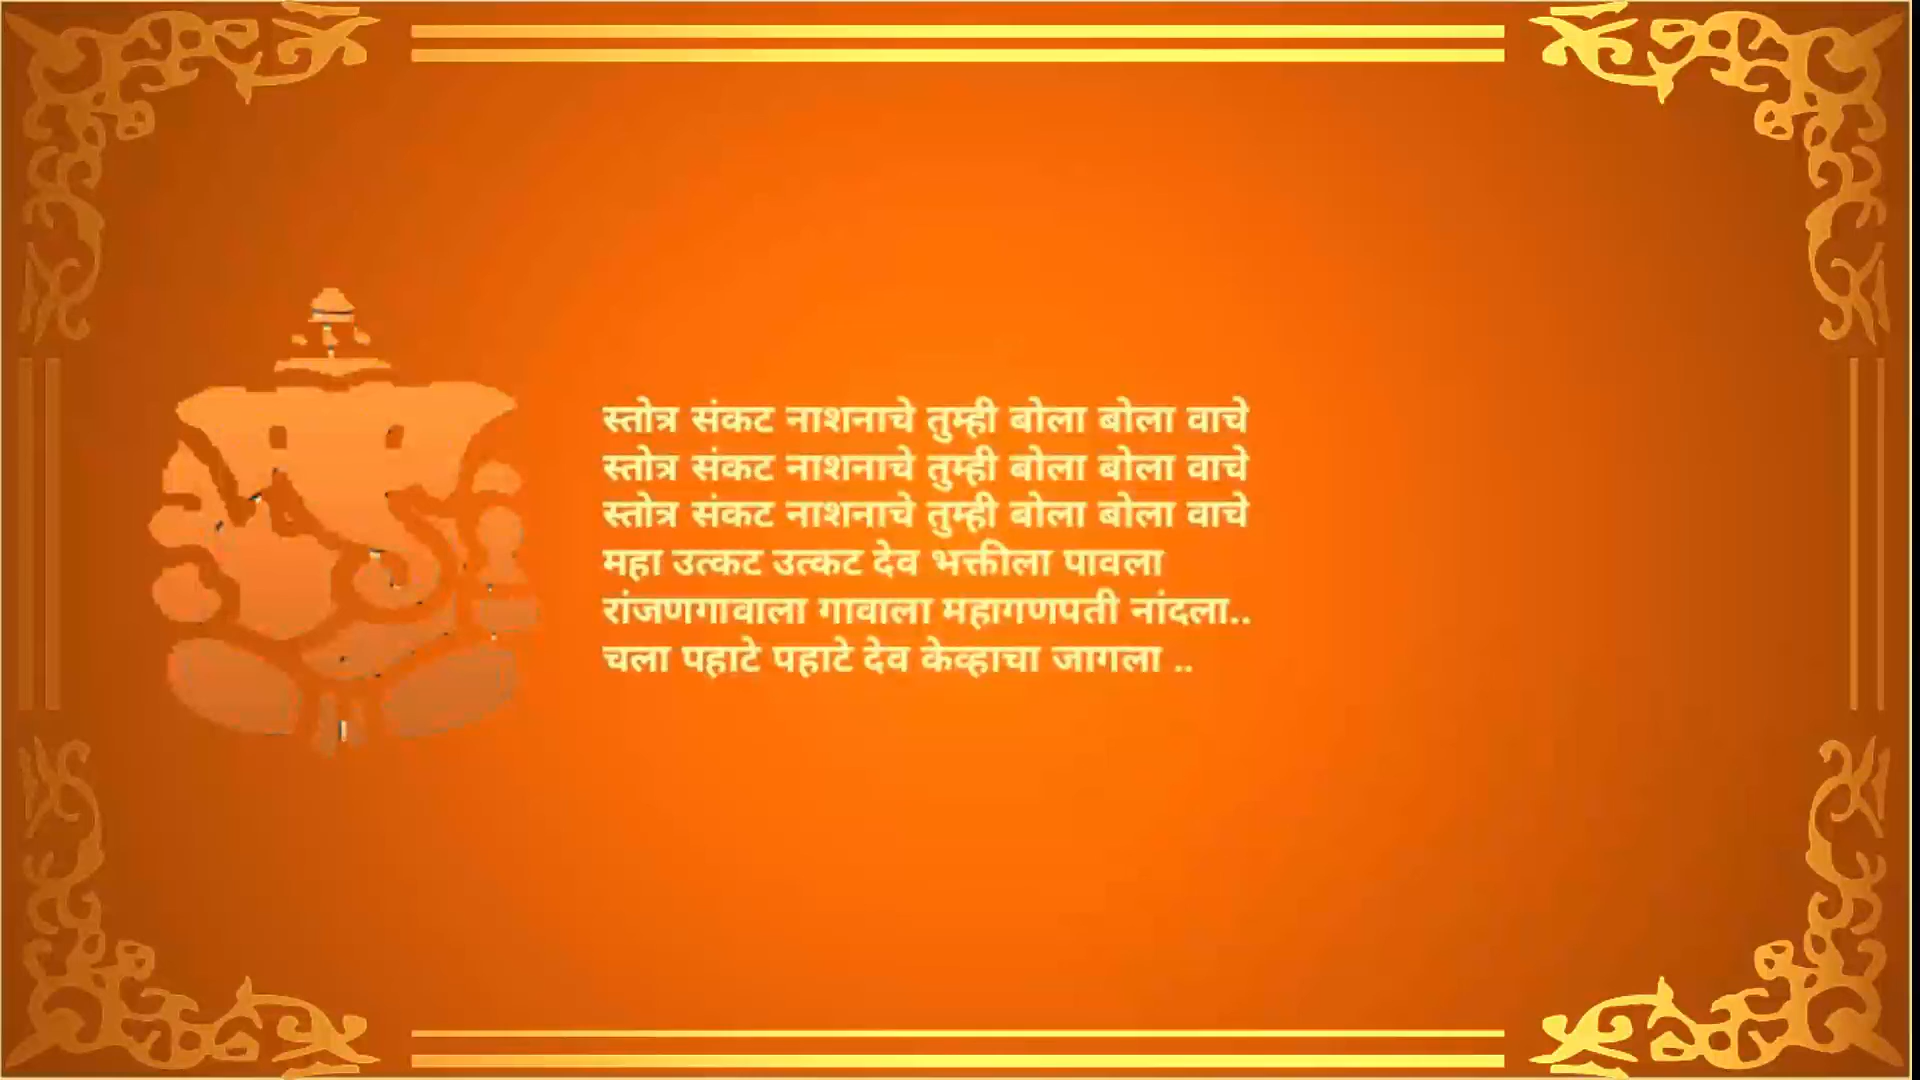 स्तोत्र संकट नाशनाचे तुम्ही बोला बोला वाचे
स्तोत्र संकट नाशनाचे तुम्ही बोला बोला वाचे
स्तोत्र संकट नाशनाचे तुम्ही बोला बोला वाचे
महा उत्कट उत्कट देव भक्तीला पावला
रांजणगावाला गावाला महागणपती नांदला..
चला पहाटे पहाटे देव केव्हाचा जागला ..